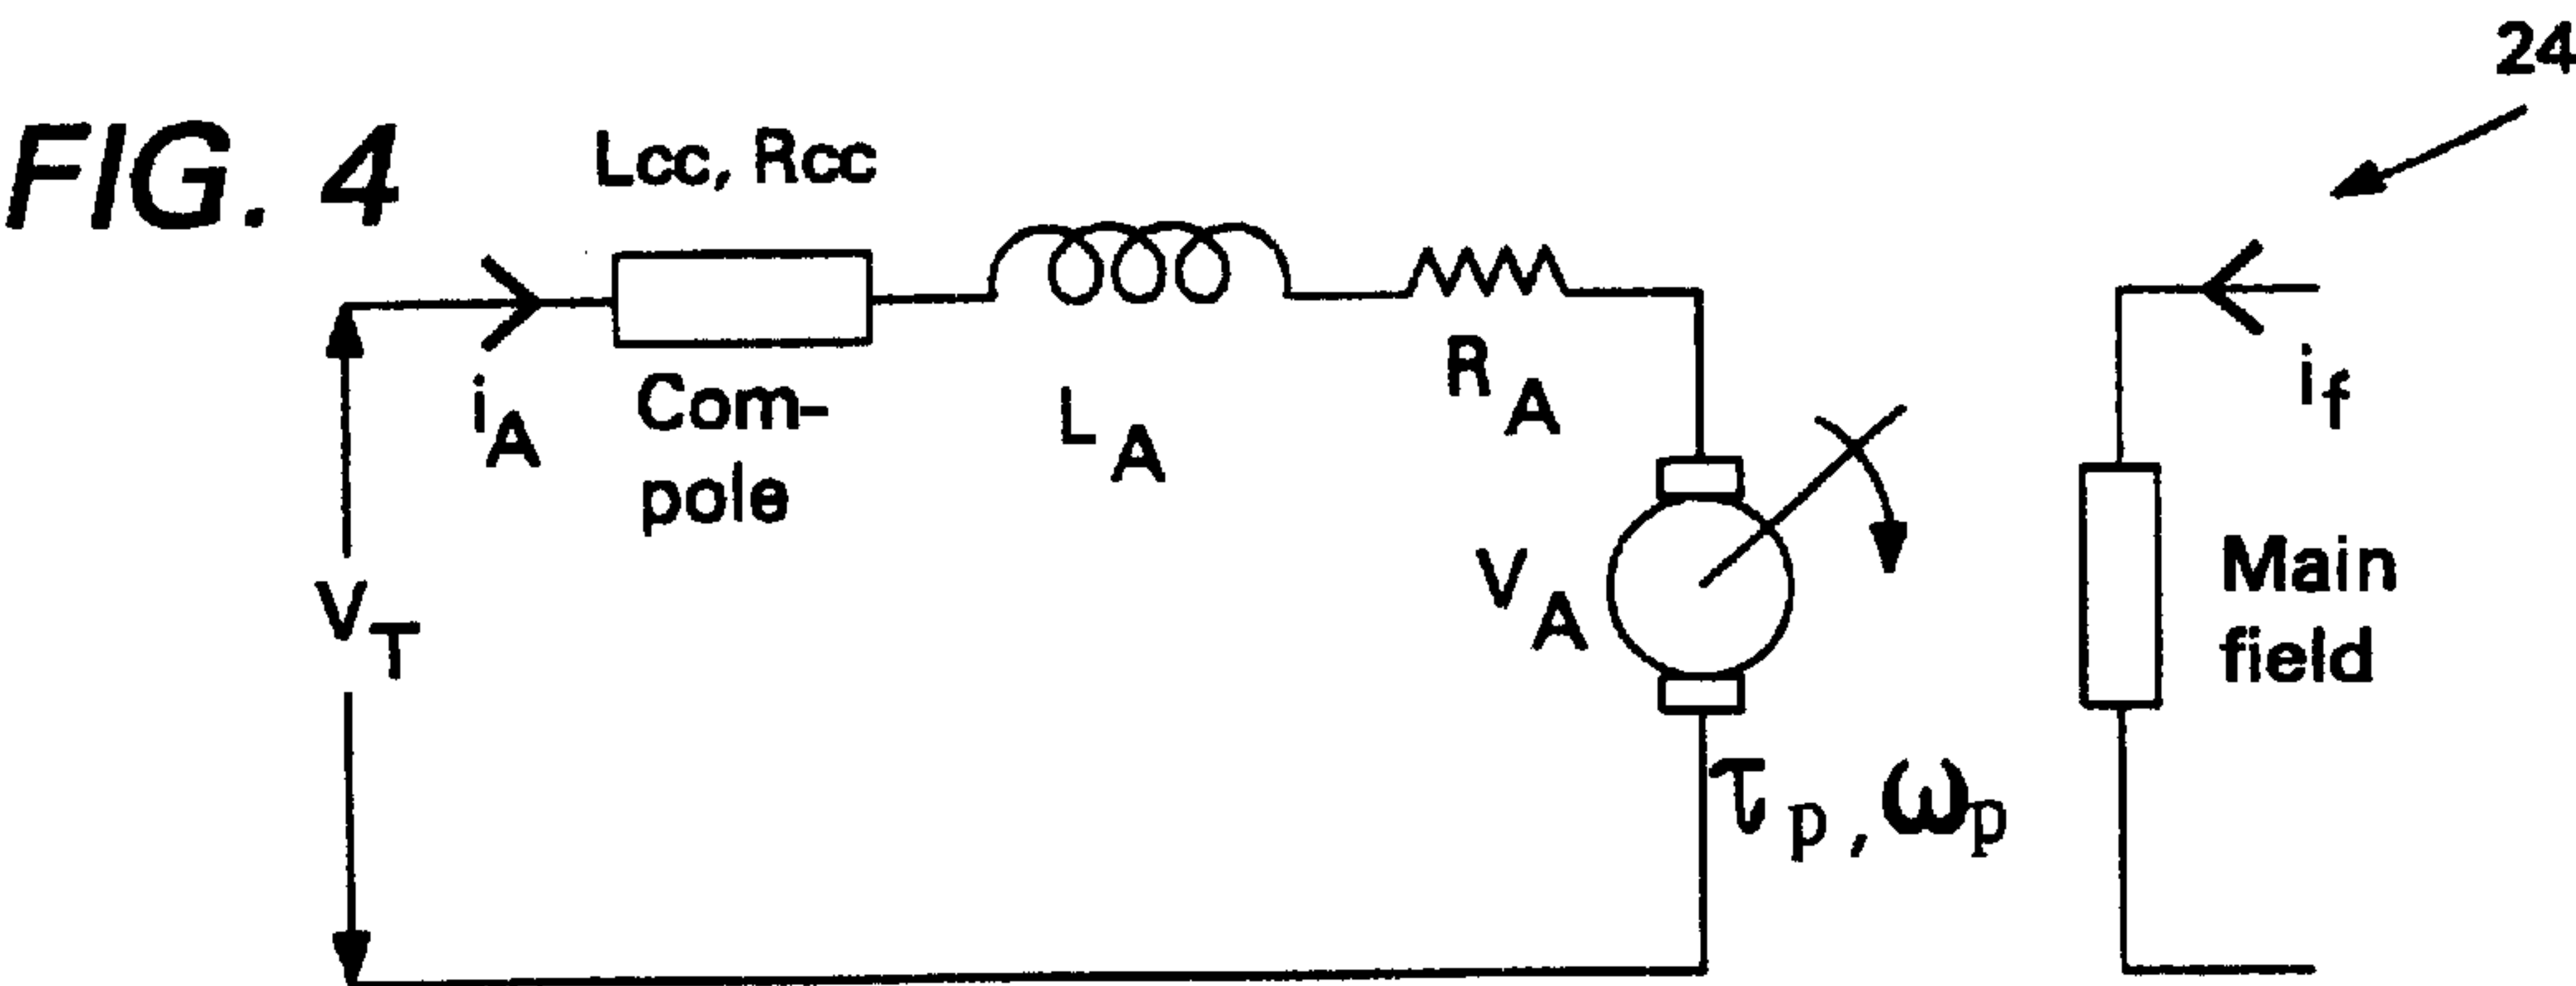 24
FIG. 4
Lcc, Rcc
iA
Com-
pole
LA
RA
if
VT
VA
Main
field
τp, ωp